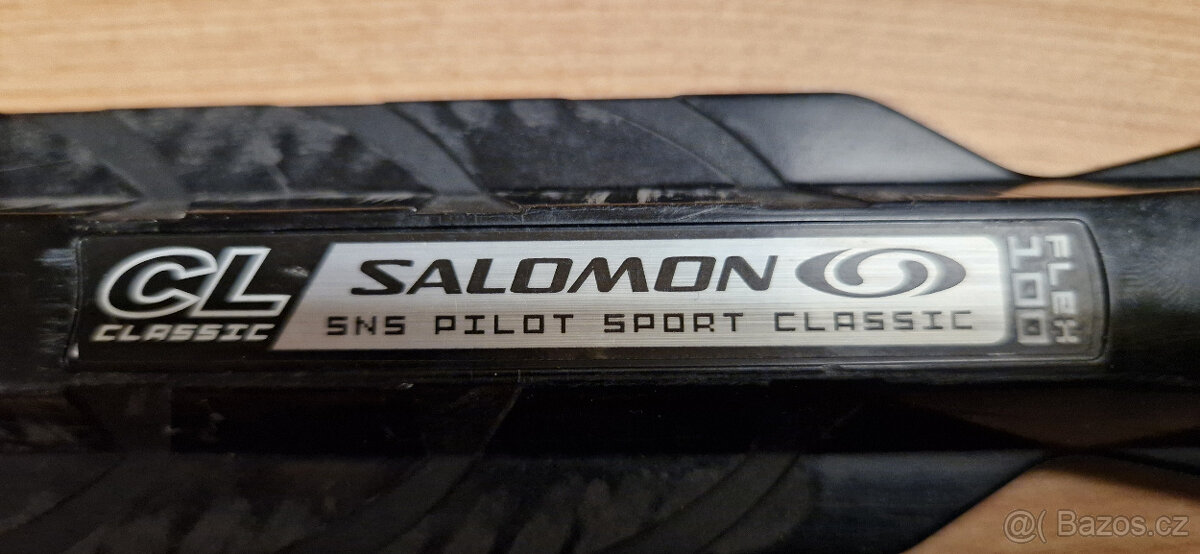 CL
CLASSIC
SALOMON
SNS PILOT SPORT CLASSIC
FLEX
100
@( Bazos.cz